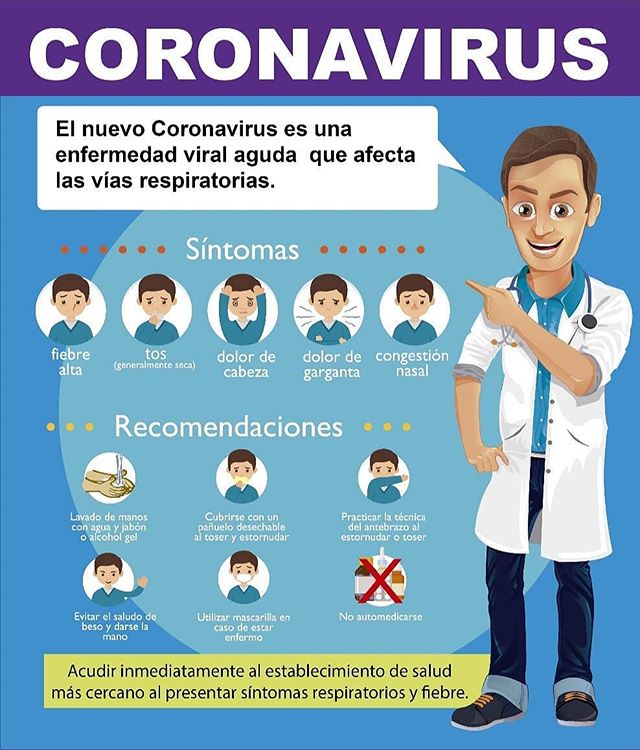 CORONAVIRUS
El nuevo Coronavirus es una
enfermedad viral aguda que afecta
las vías respiratorias.
Síntomas
fiebre
alta
tos
(generalmente seca)
dolor de
cabeza
dolor de
garganta
congestión
nasal
Recomendaciones
Lavado de manos
con agua y jabón
o alcohol gel
Cubrirse con un
pañuelo desechable
al toser y estornudar
Practicar la técnica
del antebrazo al
estornudar o toser
Evitar el saludo de
beso y darse la
mano
Utilizar mascarilla en
caso de estar
enfermo
No automedicarse
Acudir inmediatamente al establecimiento de salud
más cercano al presentar síntomas respiratorios y fiebre.